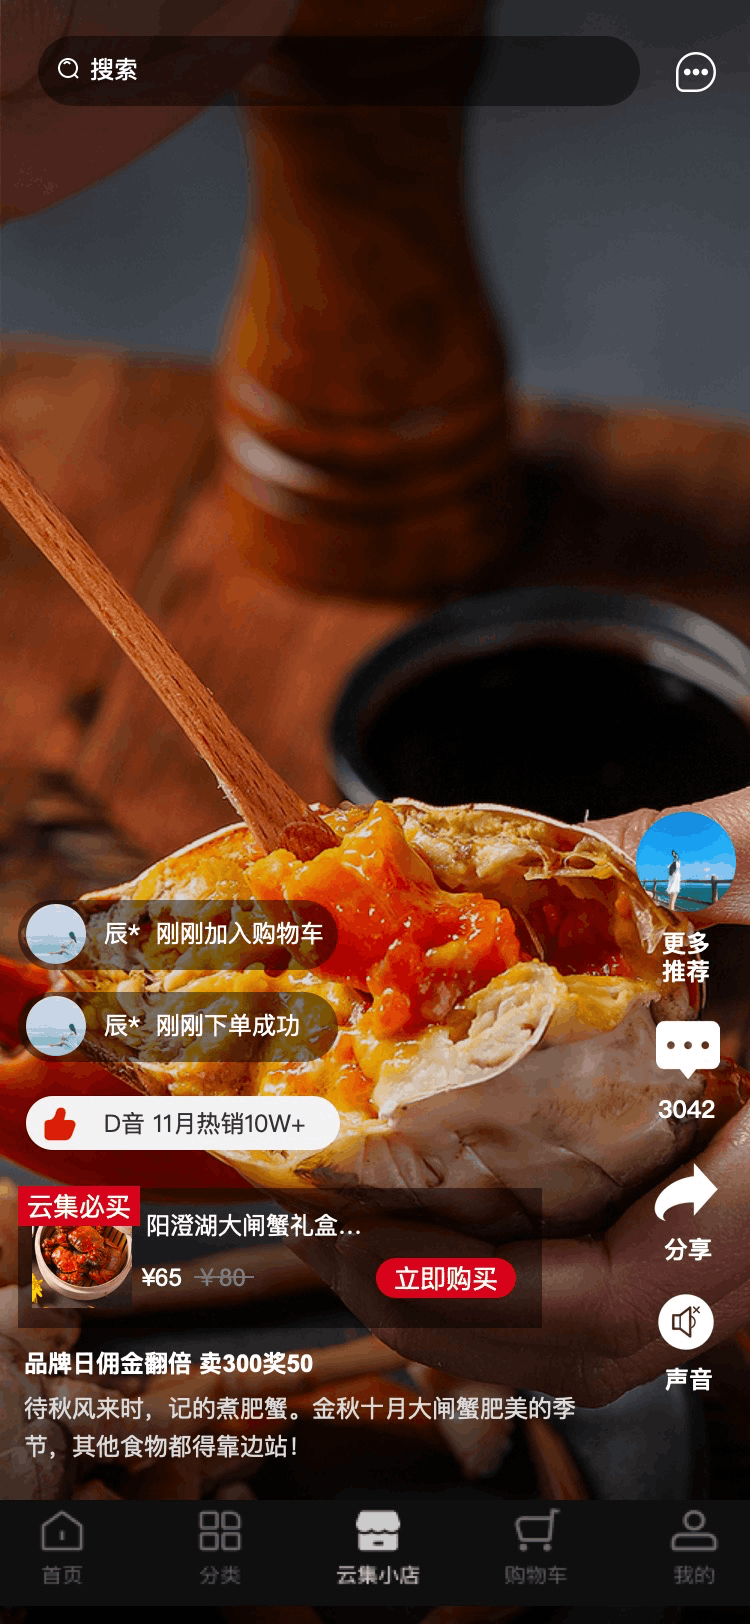 搜索
辰* 刚刚加入购物车
辰* 刚刚下单成功
D音 11月热销10W+
云集必买
阳澄湖大闸蟹礼盒...
¥65 ¥80
立即购买
更多
推荐
3042
分享
声音
品牌日佣金翻倍 卖300奖50
待秋风来时，记的煮肥蟹。金秋十月大闸蟹肥美的季
节，其他食物都得靠边站！
首页
分类
云集小店
购物车
我的